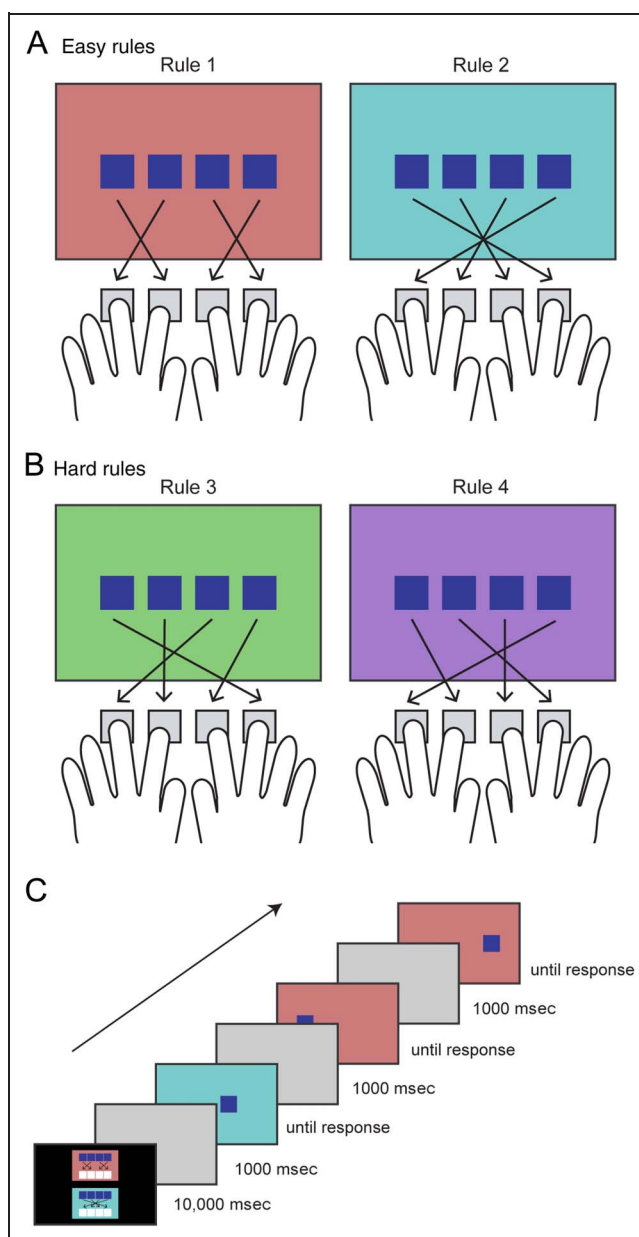 A Easy rules
Rule 1 Rule 2
B Hard rules
Rule 3 Rule 4
C
until response
1000 msec
until response
1000 msec
until response
1000 msec
10,000 msec